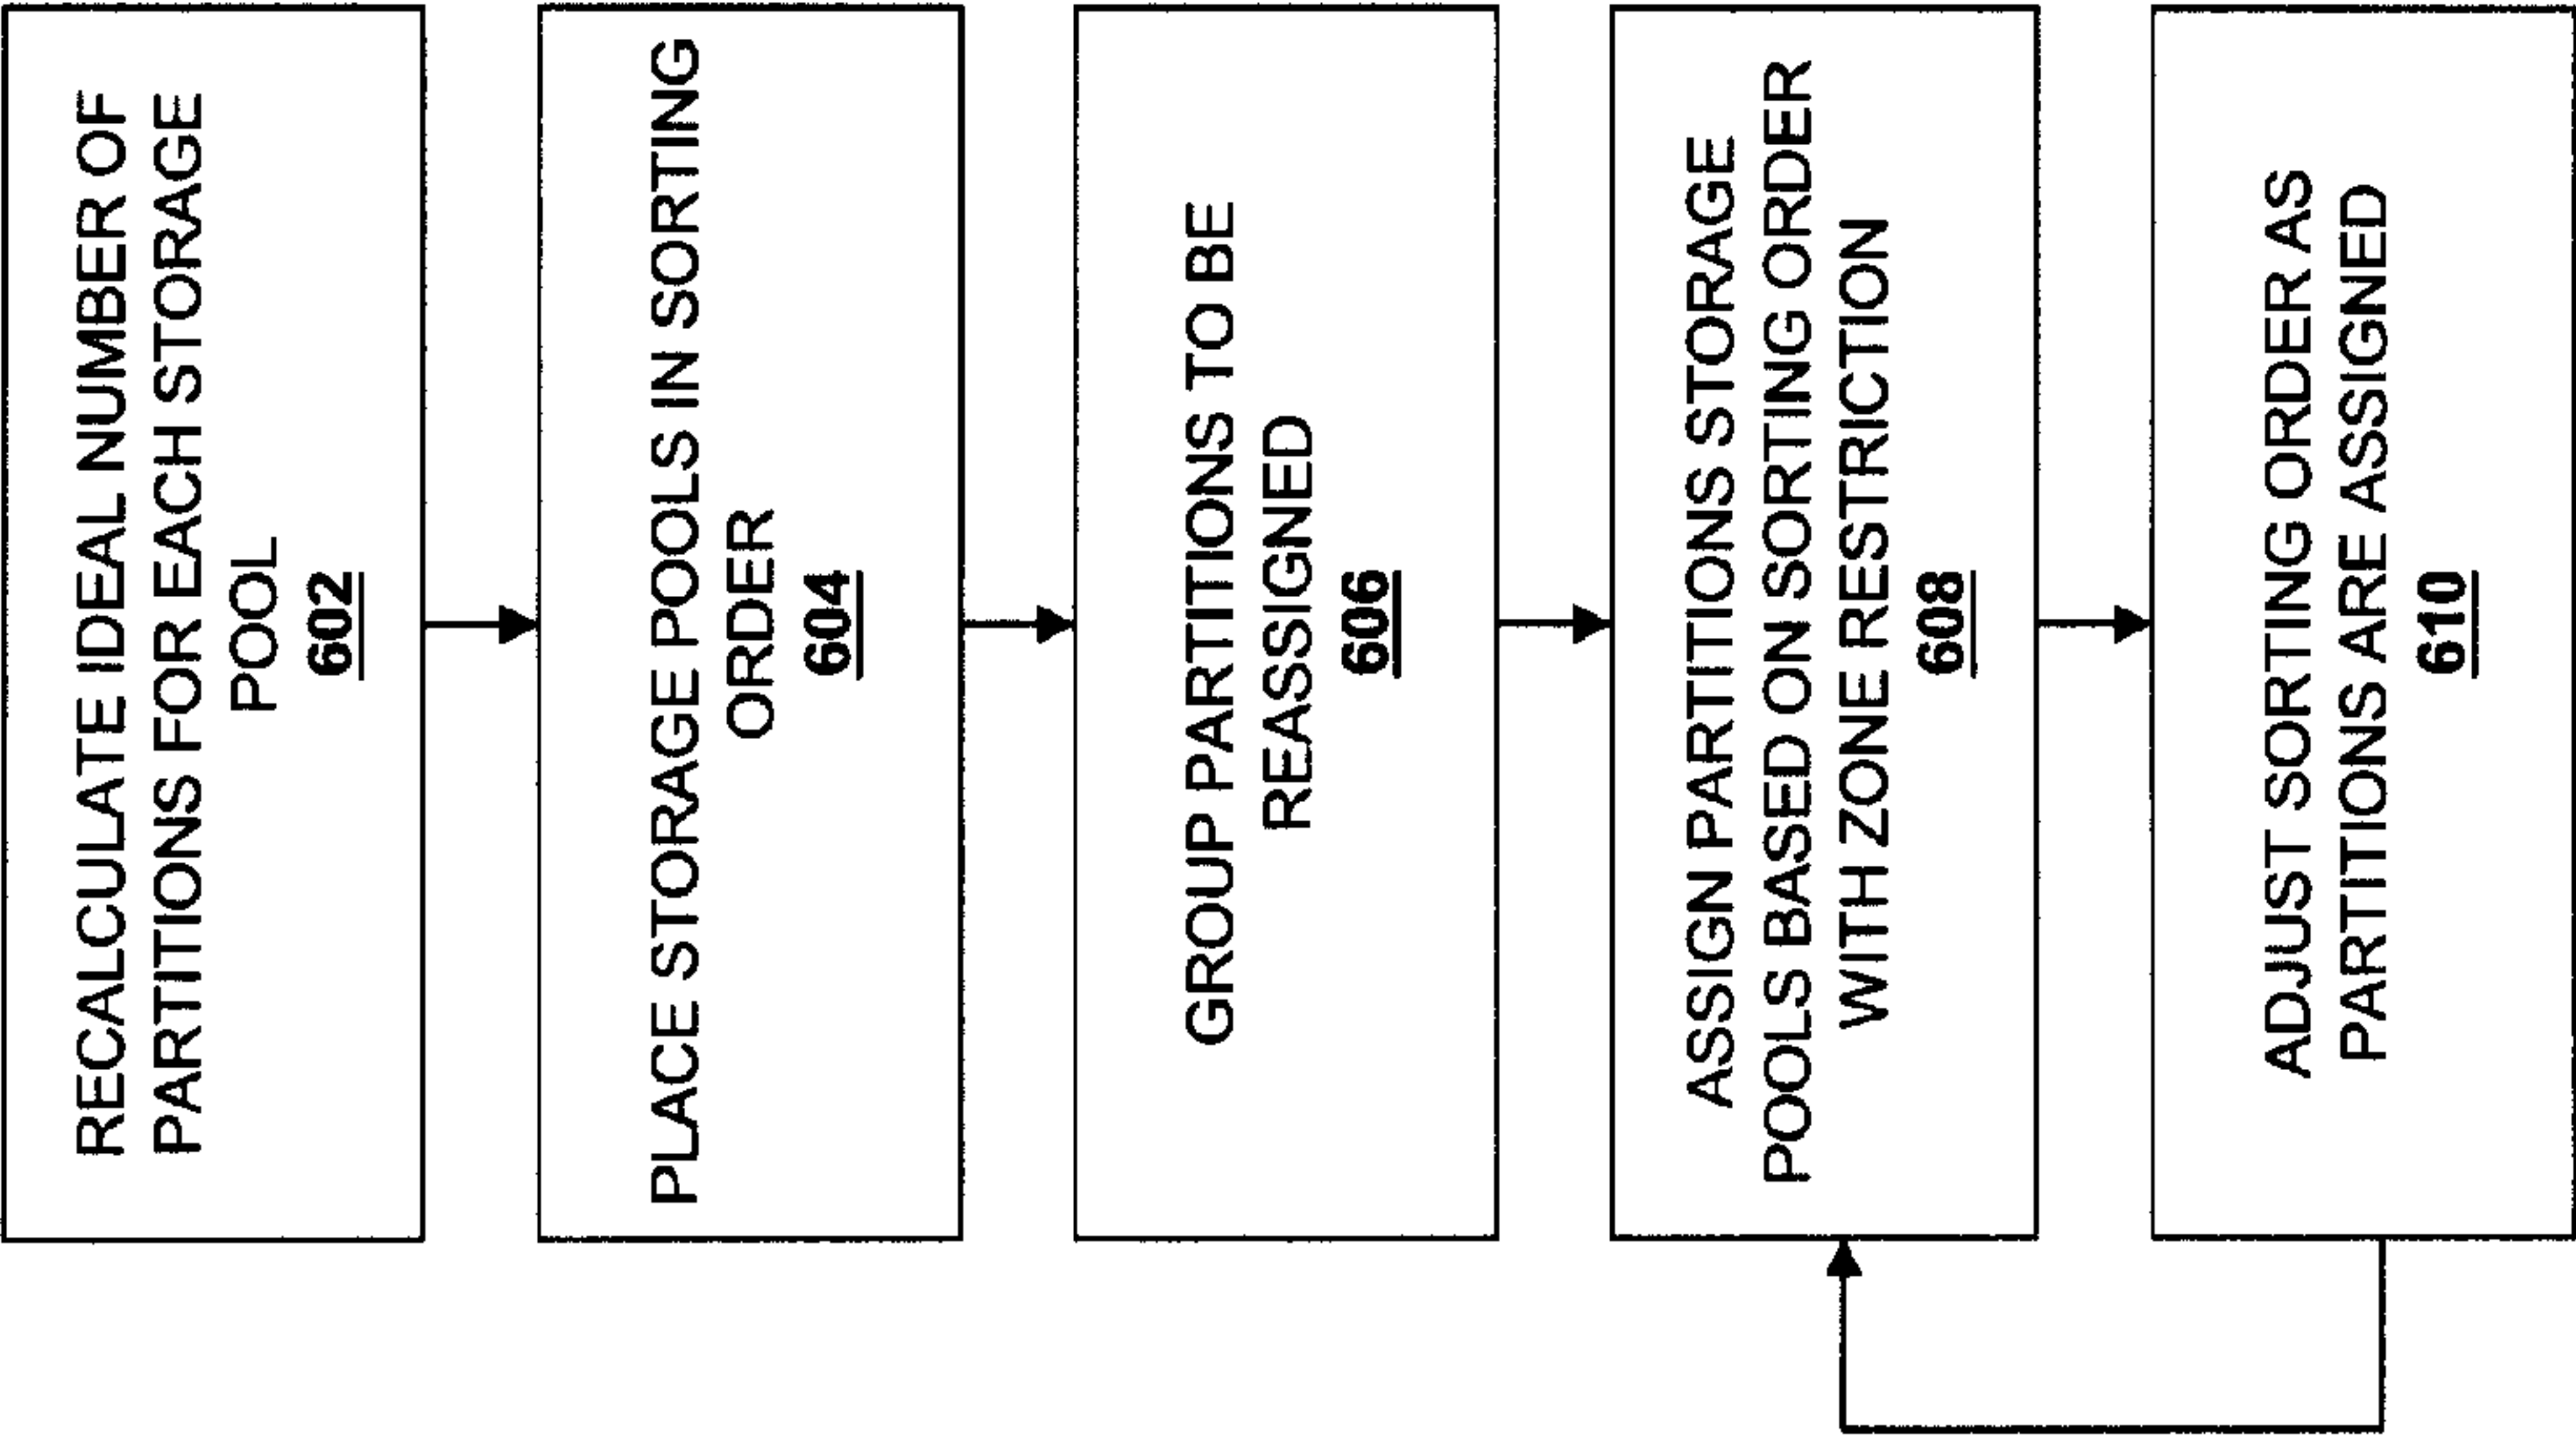 RECALCULATE IDEAL NUMBER OF
PARTITIONS FOR EACH STORAGE
POOL
602
PLACE STORAGE POOLS IN SORTING
ORDER
604
GROUP PARTITIONS TO BE
REASSIGNED
606
ASSIGN PARTITIONS STORAGE
POOLS BASED ON SORTING ORDER
WITH ZONE RESTRICTION
608
ADJUST SORTING ORDER AS
PARTITIONS ARE ASSIGNED
610